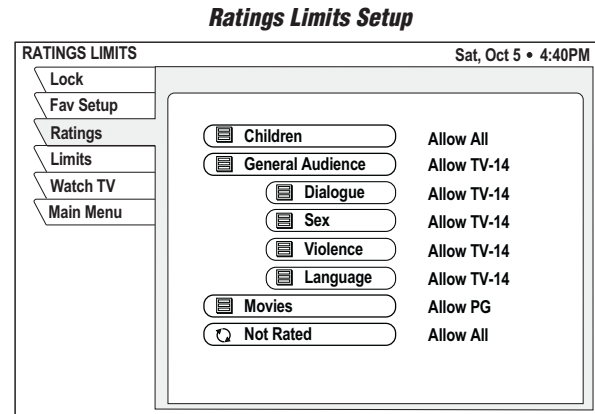 Ratings Limits Setup
RATINGS LIMITS Sat, Oct 5 • 4:40PM
Lock
Fav Setup
Ratings
Limits
Watch TV
Main Menu
Children Allow All
General Audience Allow TV-14
Dialogue Allow TV-14
Sex Allow TV-14
Violence Allow TV-14
Language Allow TV-14
Movies Allow PG
Not Rated Allow All